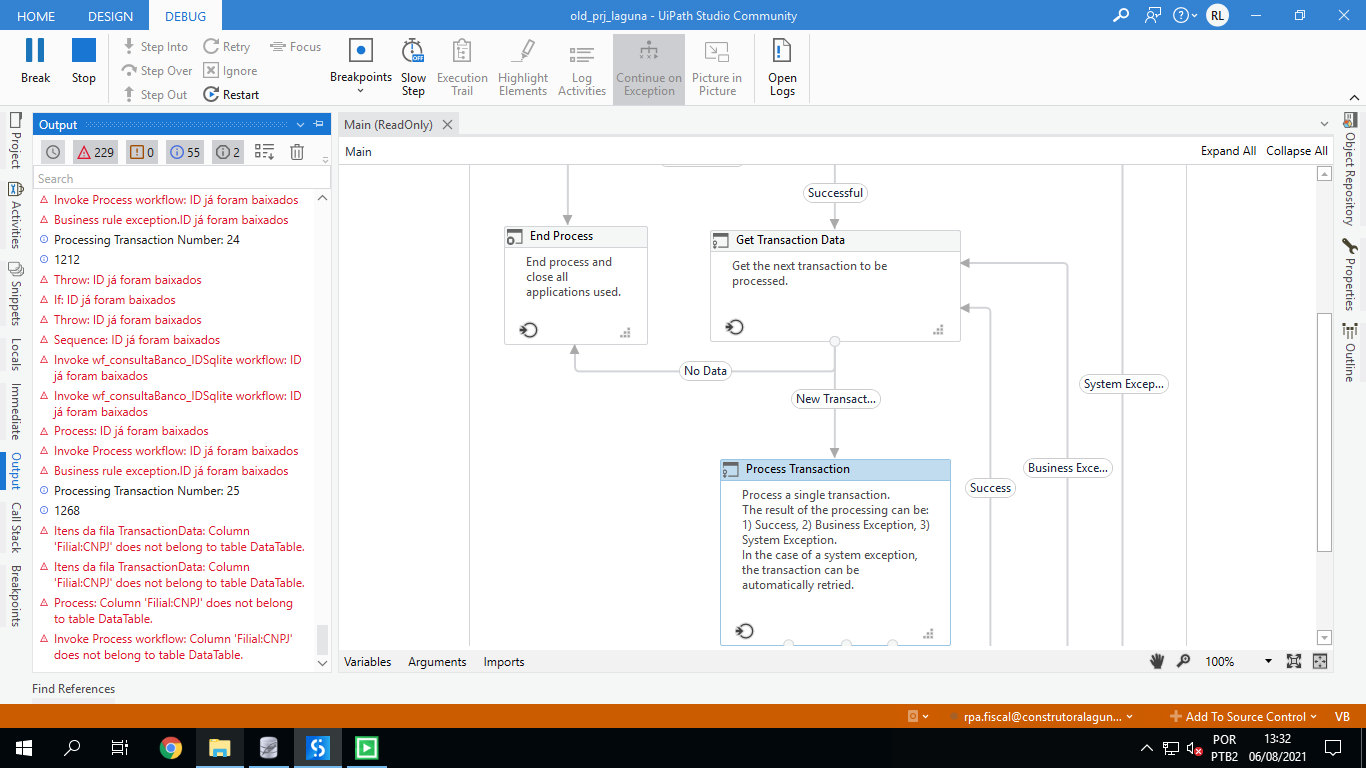 HOME DESIGN DEBUG old_prj_laguna - UiPath Studio Community RL
Break Stop Step Into Step Over Step Out Retry Ignore Restart Focus Breakpoints Slow Step Execution Trail Highlight Elements Log Activities Continue on Exception Picture in Picture Open Logs
Project
Activities
Snippets
Locals
Immediate
Output
Call Stack
Breakpoints
Output
229 0 55 2
Search
Invoke Process workflow: ID já foram baixados
Business rule exception.ID já foram baixados
Processing Transaction Number: 24
1212
Throw: ID já foram baixados
If: ID já foram baixados
Throw: ID já foram baixados
Sequence: ID já foram baixados
Invoke wf_consultaBanco_IDSqlite workflow: ID
já foram baixados
Invoke wf_consultaBanco_IDSqlite workflow: ID
já foram baixados
Process: ID já foram baixados
Invoke Process workflow: ID já foram baixados
Business rule exception.ID já foram baixados
Processing Transaction Number: 25
1268
Itens da fila TransactionData: Column
'Filial:CNPJ' does not belong to table DataTable.
Itens da fila TransactionData: Column
'Filial:CNPJ' does not belong to table DataTable.
Process: Column 'Filial:CNPJ' does not belong
to table DataTable.
Invoke Process workflow: Column 'Filial:CNPJ'
does not belong to table DataTable.
Find References
Main (ReadOnly)
Main Expand All Collapse All
Successful
End Process
End process and
close all
applications used.
Get Transaction Data
Get the next transaction to be
processed.
No Data
New Transact...
System Excep...
Business Exce...
Success
Process Transaction
Process a single transaction.
The result of the processing can be:
1) Success, 2) Business Exception, 3)
System Exception.
In the case of a system exception,
the transaction can be
automatically retried.
Variables Arguments Imports 100%
Object Repository
Properties
Outline
rpa.fiscal@construtoralagun... Add To Source Control VB
POR
PTB2
13:32
06/08/2021